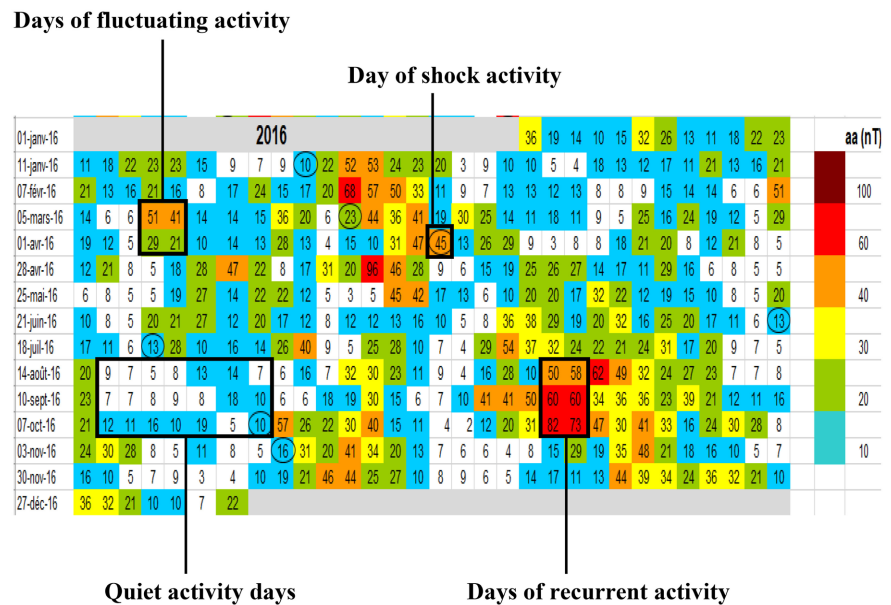 Days of fluctuating activity
Day of shock activity
01-janv-16 2016 36 19 14 10 15 32 26 13 11 18 22 23 aa (nT)
11-janv-16 11 18 22 23 23 15 9 7 9 10 22 52 53 24 23 20 3 9 10 10 5 4 18 13 12 17 11 21 13 16 21
07-févr-16 21 13 16 21 16 8 17 24 15 17 20 68 57 50 33 11 9 7 13 13 12 13 8 8 9 15 14 14 6 6 51 100
05-mars-16 14 6 6 51 41 14 14 15 36 20 6 23 44 36 41 19 30 25 14 11 18 11 9 5 25 16 24 19 12 5 29
01-avr-16 19 12 5 29 21 10 14 13 28 13 4 15 10 31 47 45 13 26 29 9 3 8 8 18 21 20 8 12 21 8 5 60
28-avr-16 12 21 8 5 18 28 47 22 8 17 31 20 96 46 28 9 6 15 19 25 26 27 14 17 11 29 16 6 8 5 5
25-mai-16 6 8 5 5 19 27 14 22 22 12 5 3 5 45 42 17 13 6 10 20 20 17 32 22 12 19 15 10 8 5 20 40
21-juin-16 10 8 5 20 21 27 12 20 17 12 8 12 12 13 16 10 5 8 36 38 29 19 20 32 16 25 20 17 11 6 13
18-juil-16 17 11 6 13 28 10 16 14 26 40 9 5 25 28 10 7 4 29 54 37 32 24 22 21 24 31 17 20 9 7 5 30
14-août-16 20 9 7 5 8 13 14 7 6 16 7 32 30 23 11 9 4 16 28 10 50 58 62 49 32 24 27 23 7 7 8
10-sept-16 23 7 7 8 9 8 18 10 6 6 18 19 30 15 6 7 10 41 41 50 60 60 34 36 36 23 39 21 12 11 16 20
07-oct-16 21 12 11 16 10 19 5 10 57 26 22 30 40 15 11 4 2 12 20 31 82 73 47 30 41 33 16 24 30 28 8
03-nov-16 24 30 28 8 5 11 8 5 16 31 20 41 34 20 13 7 6 6 4 8 15 29 19 35 48 21 18 16 10 5 7 10
30-nov-16 16 10 5 7 9 3 4 10 19 21 46 44 25 27 10 8 9 6 5 14 17 11 13 44 39 34 24 36 32 21 10
27-déc-16 36 32 21 10 10 7 22
Quiet activity days
Days of recurrent activity